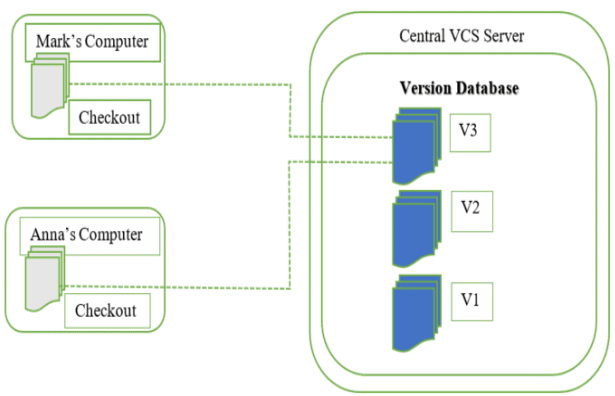 Mark's Computer
Checkout
Anna's Computer
Checkout
Central VCS Server
Version Database
V3
V2
V1